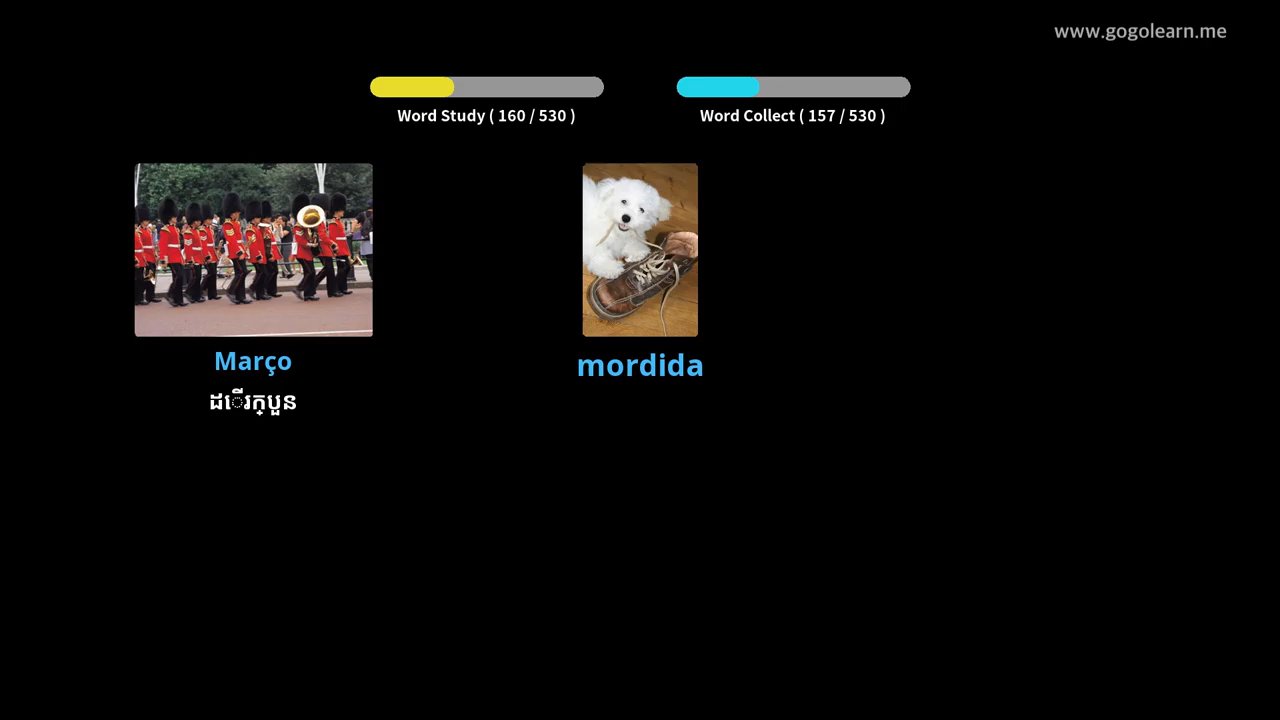 www.gogolearn.me
Word Study ( 160 / 530 )
Word Collect ( 157 / 530 )
Março
mordida
ដើរក្បួន